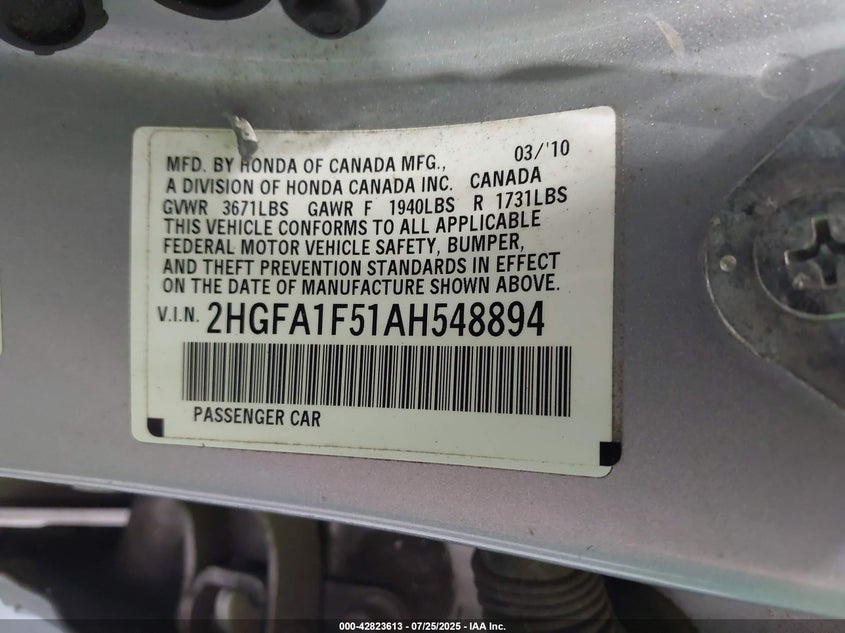 MFD. BY HONDA OF CANADA MFG., 03/'10
A DIVISION OF HONDA CANADA INC. CANADA
GVWR 3671LBS GAWR F 1940LBS R 1731LBS
THIS VEHICLE CONFORMS TO ALL APPLICABLE
FEDERAL MOTOR VEHICLE SAFETY, BUMPER,
AND THEFT PREVENTION STANDARDS IN EFFECT
ON THE DATE OF MANUFACTURE SHOWN ABOVE.
V.I.N. 2HGFA1F51AH548894
PASSENGER CAR
000-42823613 - 07/25/2025 - IAA Inc.